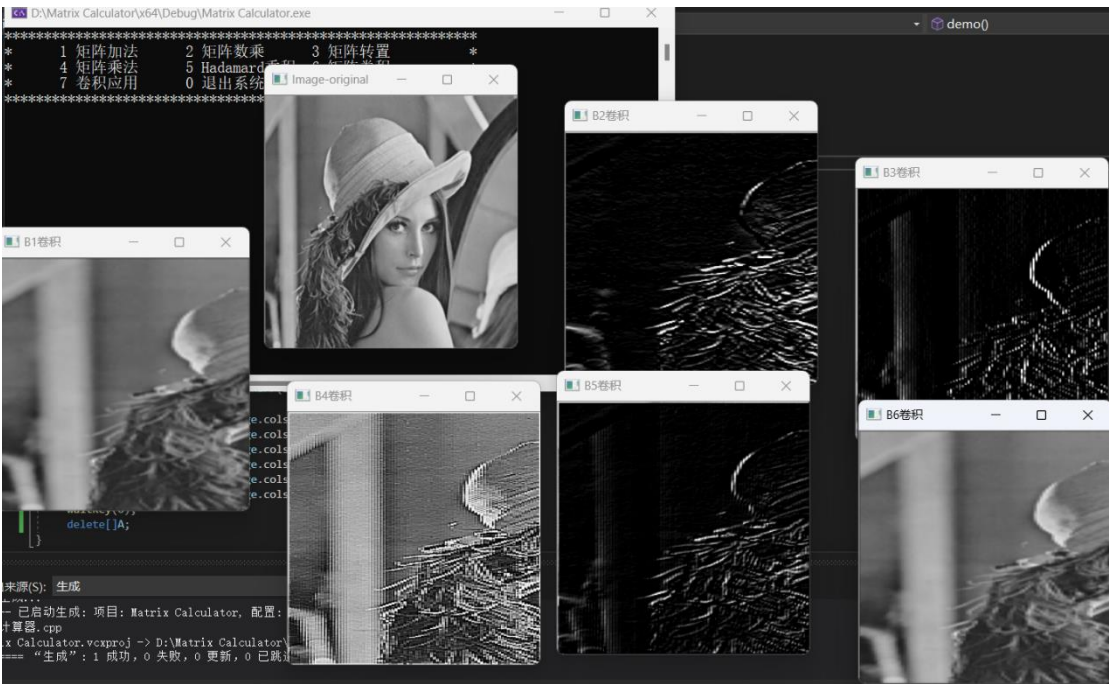 D:\Matrix Calculator\x64\Debug\Matrix Calculator.exe
demo()
****************************************************
* 1 矩阵加法 2 矩阵数乘 3 矩阵转置 *
* 4 矩阵乘法 5 Hadamard
* 7 卷积应用 0 退出系统
Image-original
B2卷积
B3卷积
B1卷积
B4卷积
B5卷积
B6卷积
e.cols
e.cols
e.cols
e.cols
e.cols
delete[]A;
}
来源(S): 生成
已启动生成: 项目: Matrix Calculator, 配置:
算器.cpp
x Calculator.vcxproj -> D:\Matrix Calculator\
==== “生成”: 1 成功, 0 失败, 0 更新, 0 已跳